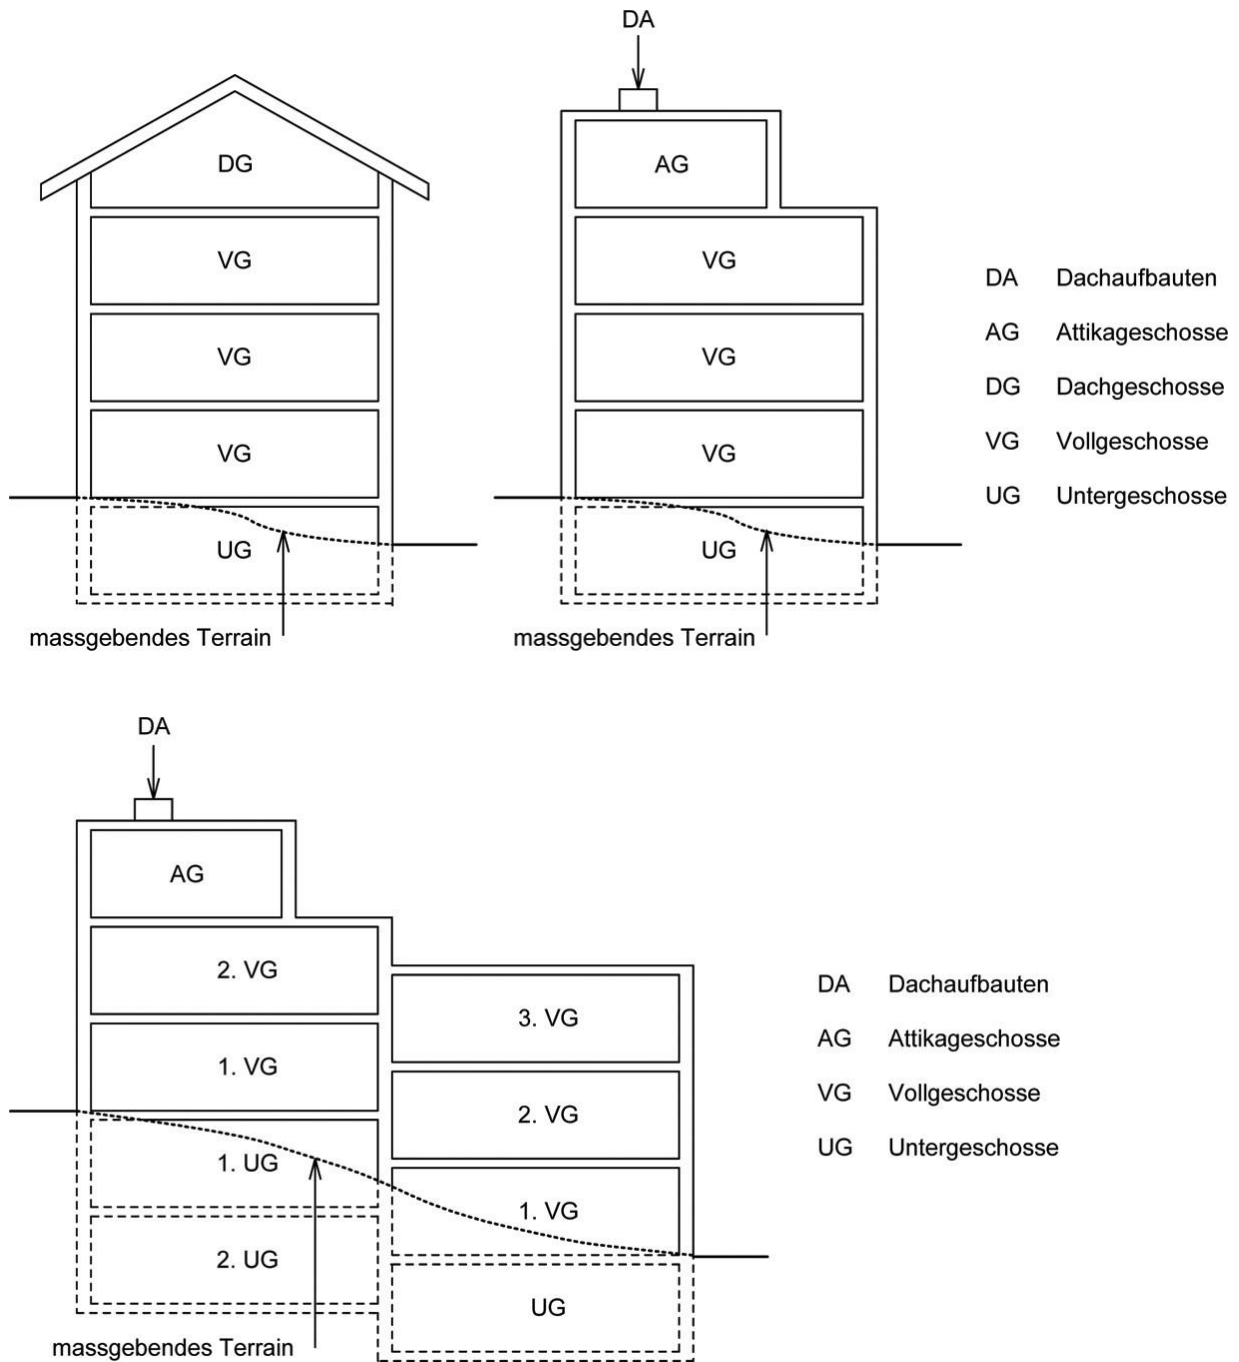 DA
DG
AG
VG
VG
VG
VG
VG
VG
UG
UG
massgebendes Terrain
massgebendes Terrain
DA Dachaufbauten
AG Attikageschosse
DG Dachgeschosse
VG Vollgeschosse
UG Untergeschosse
DA
AG
2. VG
1. VG
1. UG
2. UG
3. VG
2. VG
1. VG
UG
massgebendes Terrain
DA Dachaufbauten
AG Attikageschosse
VG Vollgeschosse
UG Untergeschosse